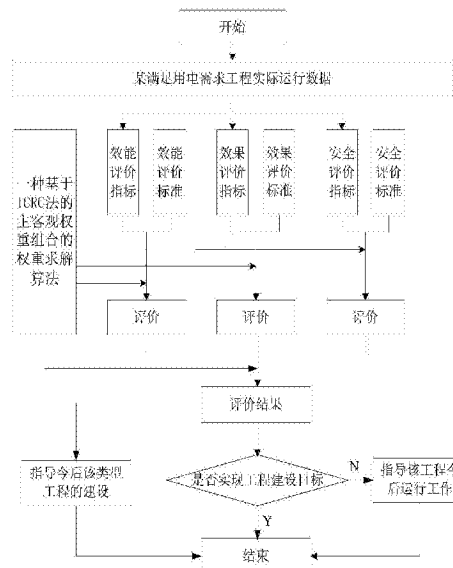 开始
某满足用电需求工程实际运行数据
效能
评价
指标
效能
评价
标准
效果
评价
指标
效果
评价
标准
安全
评价
指标
安全
评价
标准
一种基于
ICRC法的
主客观权
重组合的
权重求解
算法
评价
评价
评价
评价结果
指导今后该类型
工程的建设
是否实现工程建设目标
N
指导该工程今
后运行工作
Y
结束